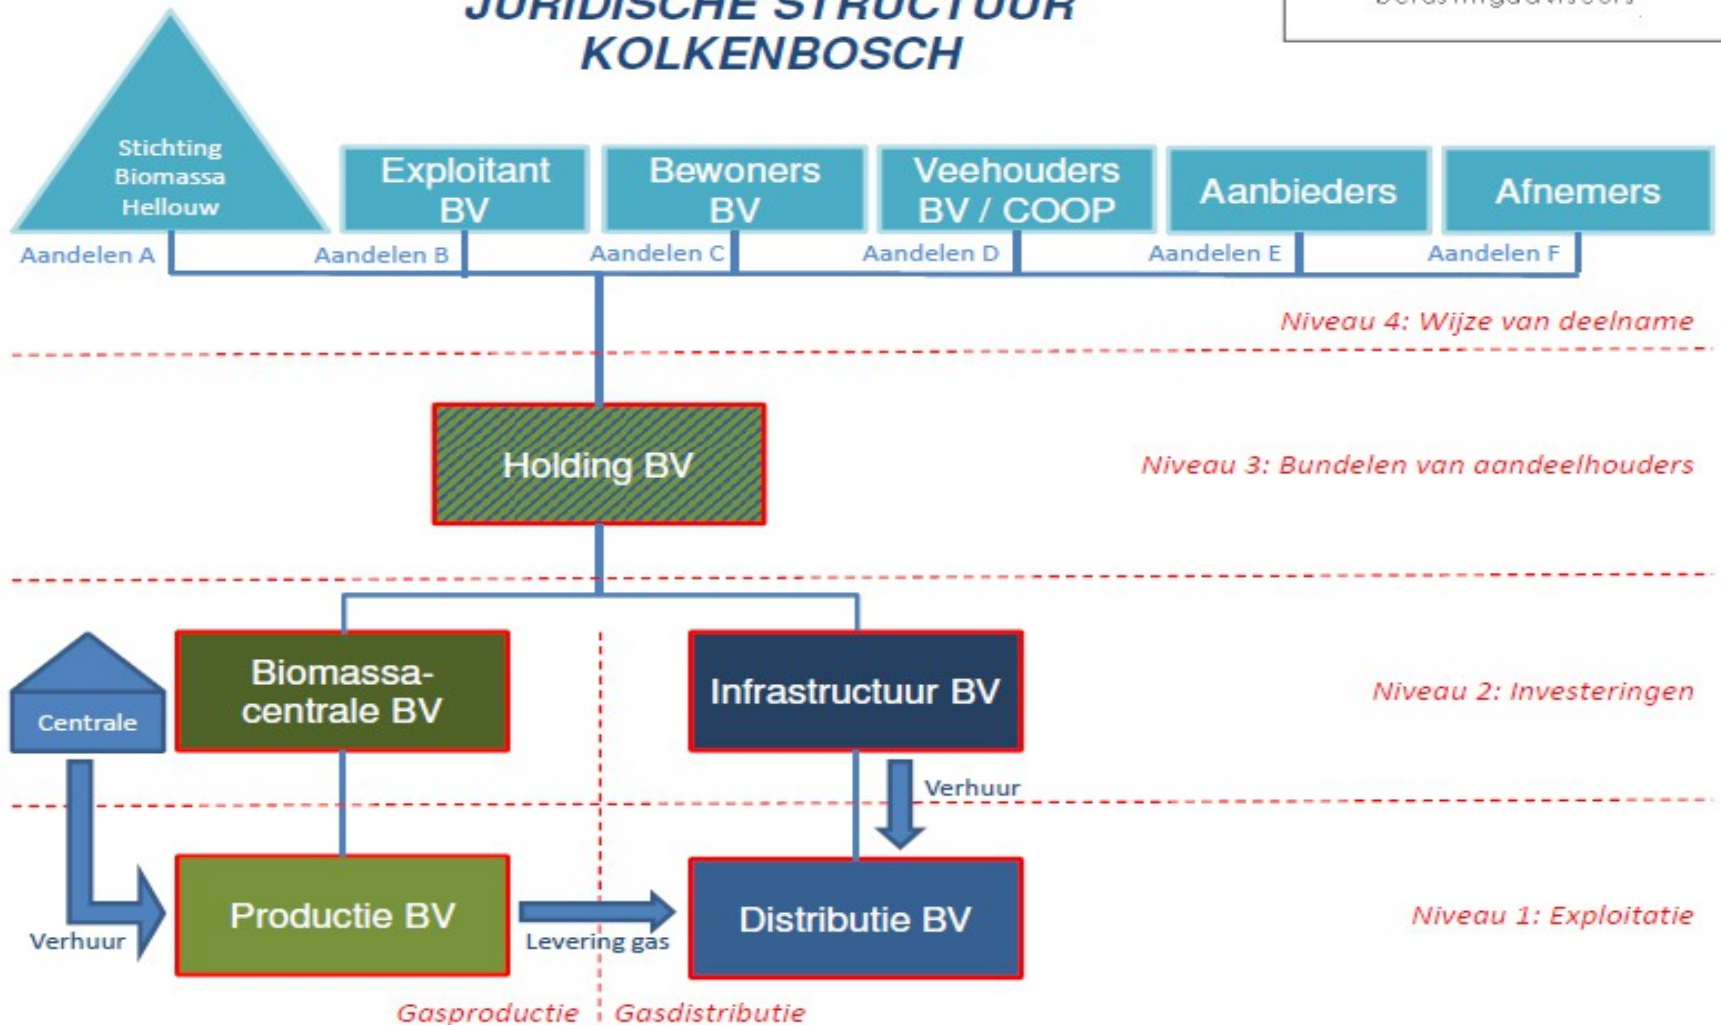 JURIDISCHE STRUCTUUR
KOLKENBOSCH
belastingadviseurs
Stichting
Biomassa
Hellouw
Exploitant
BV
Bewoners
BV
Veehouders
BV / COOP
Aanbieders
Afnemers
Aandelen A
Aandelen B
Aandelen C
Aandelen D
Aandelen E
Aandelen F
Niveau 4: Wijze van deelname
Holding BV
Niveau 3: Bundelen van aandeelhouders
Centrale
Biomassa-
centrale BV
Infrastructuur BV
Niveau 2: Investeringen
Verhuur
Productie BV
Distributie BV
Niveau 1: Exploitatie
Verhuur
Levering gas
Gasproductie
Gasdistributie